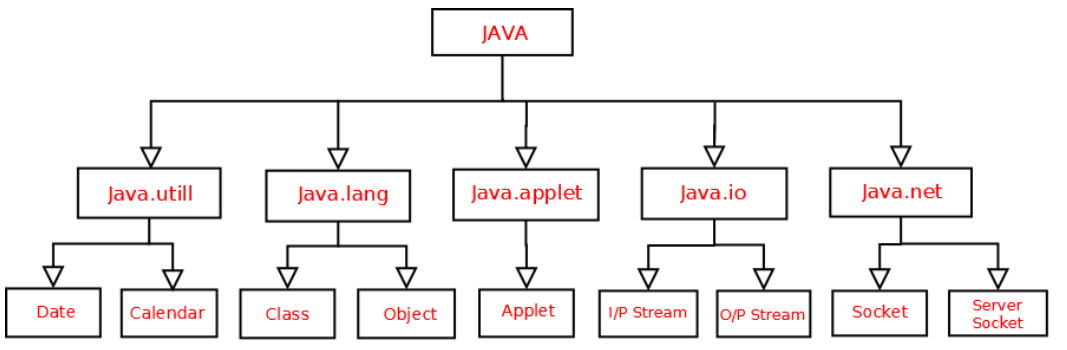 JAVA
Java.utill
Java.lang
Java.applet
Java.io
Java.net
Date
Calendar
Class
Object
Applet
I/P Stream
O/P Stream
Socket
Server
Socket